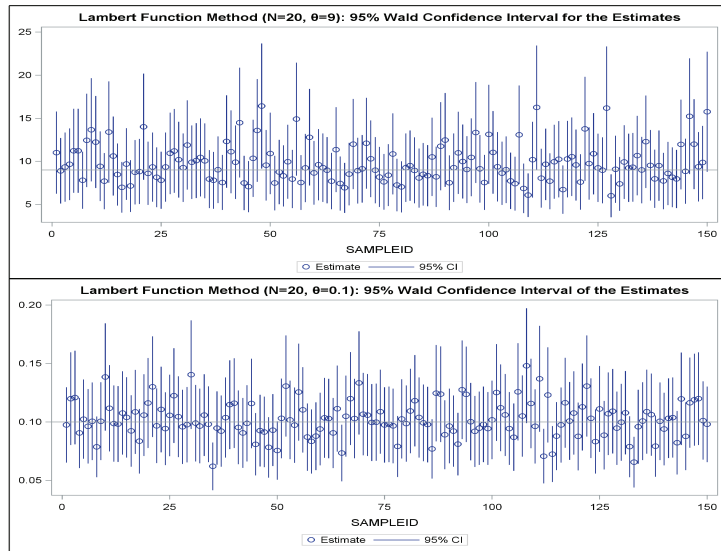 Lambert Function Method (N=20, θ=9): 95% Wald Confidence Interval for the Estimates
25
20
15
10
5
0
25
50
75
100
125
150
SAMPLEID
Estimate
95% CI
Lambert Function Method (N=20, θ=0.1): 95% Wald Confidence Interval of the Estimates
0.20
0.15
0.10
0.05
0
25
50
75
100
125
150
SAMPLEID
Estimate
95% CI